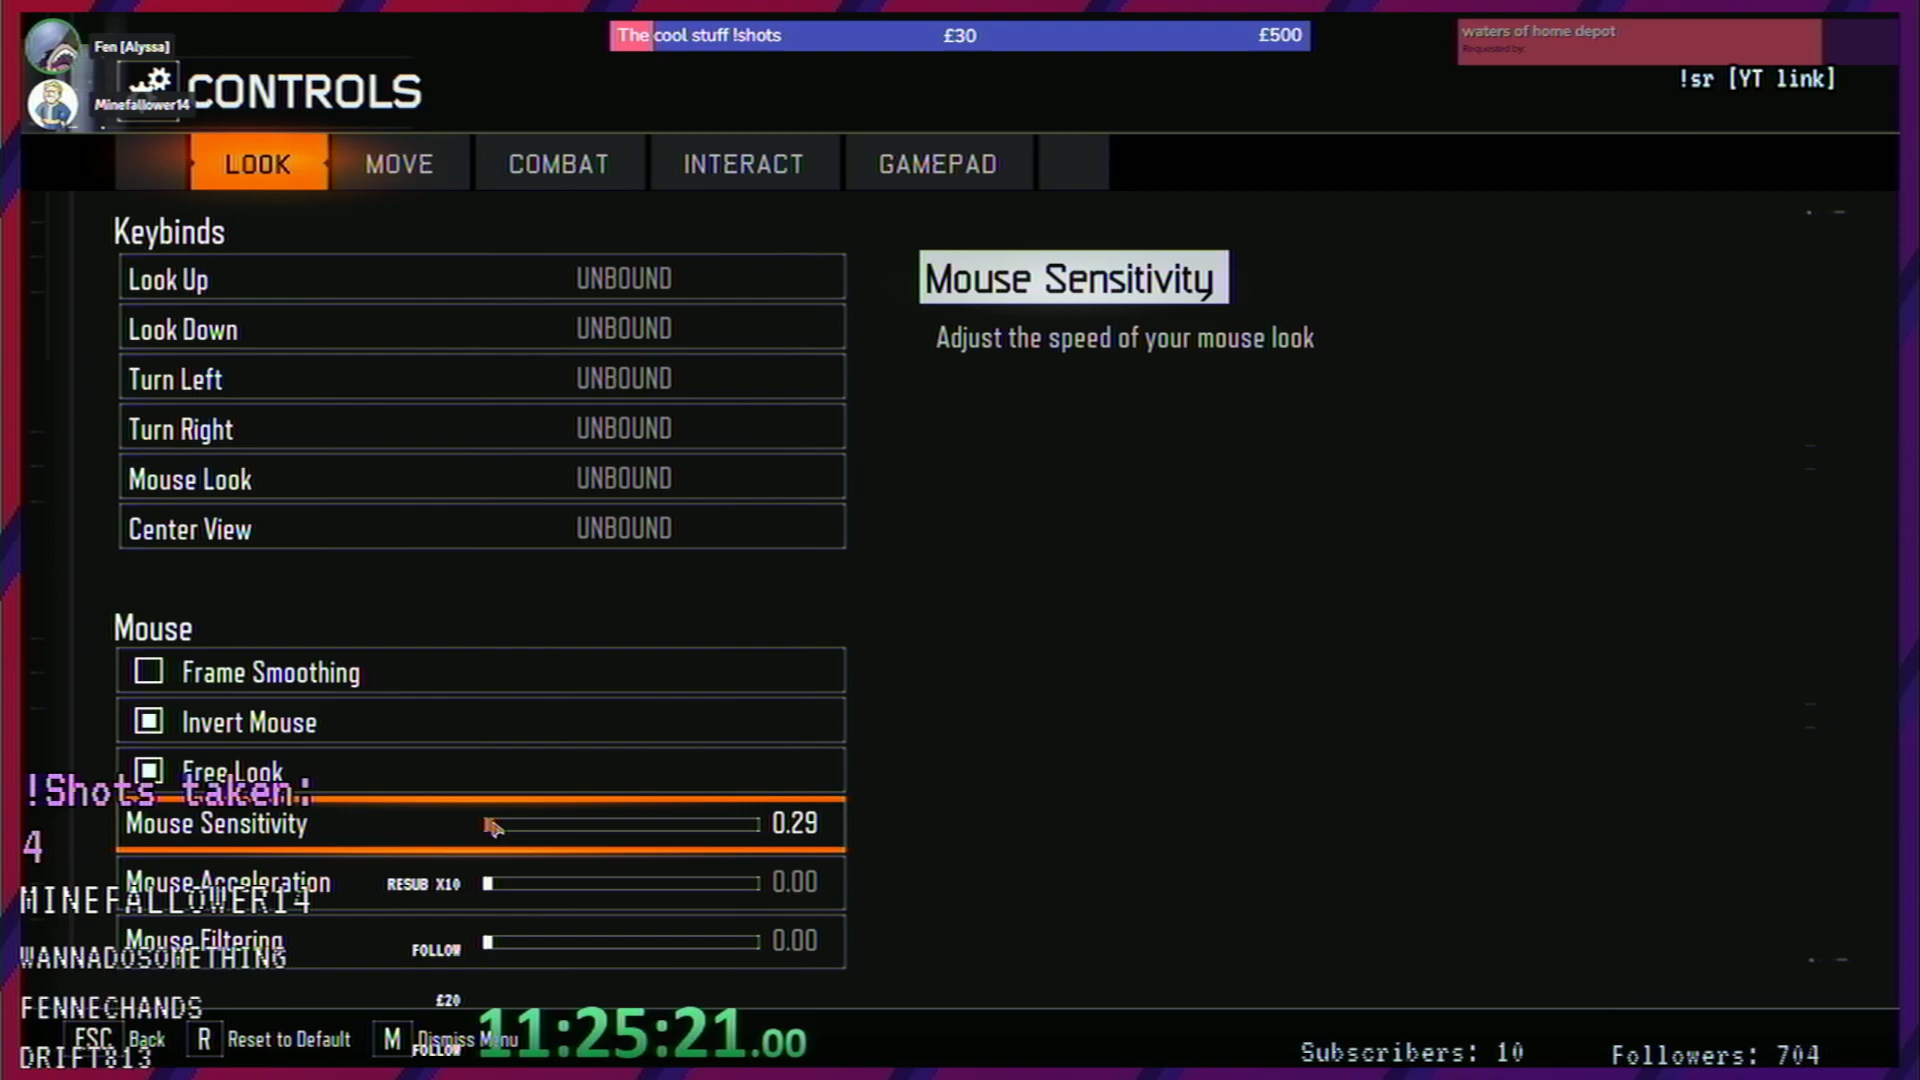 Fen [Alyssa]
Minefallower14
The cool stuff !shots £30 £500
waters of home depot
Requested by:
!sr [YT link]
CONTROLS
LOOK MOVE COMBAT INTERACT GAMEPAD
Keybinds
Look Up UNBOUND
Look Down UNBOUND
Turn Left UNBOUND
Turn Right UNBOUND
Mouse Look UNBOUND
Center View UNBOUND
Mouse Sensitivity
Adjust the speed of your mouse look
Mouse
Frame Smoothing
Invert Mouse
Free Look
!Shots taken:
4
Mouse Sensitivity 0.29
Mouse Acceleration 0.00
MINEFALLOWER14 RESUB X10
Mouse Filtering 0.00
WANNADOSOMETHING FOLLOW
FENNECHANDS £20
DRIFT813 FOLLOW
ESC Back R Reset to Default M Dismiss Menu
11:25:21.00
Subscribers: 10 Followers: 704